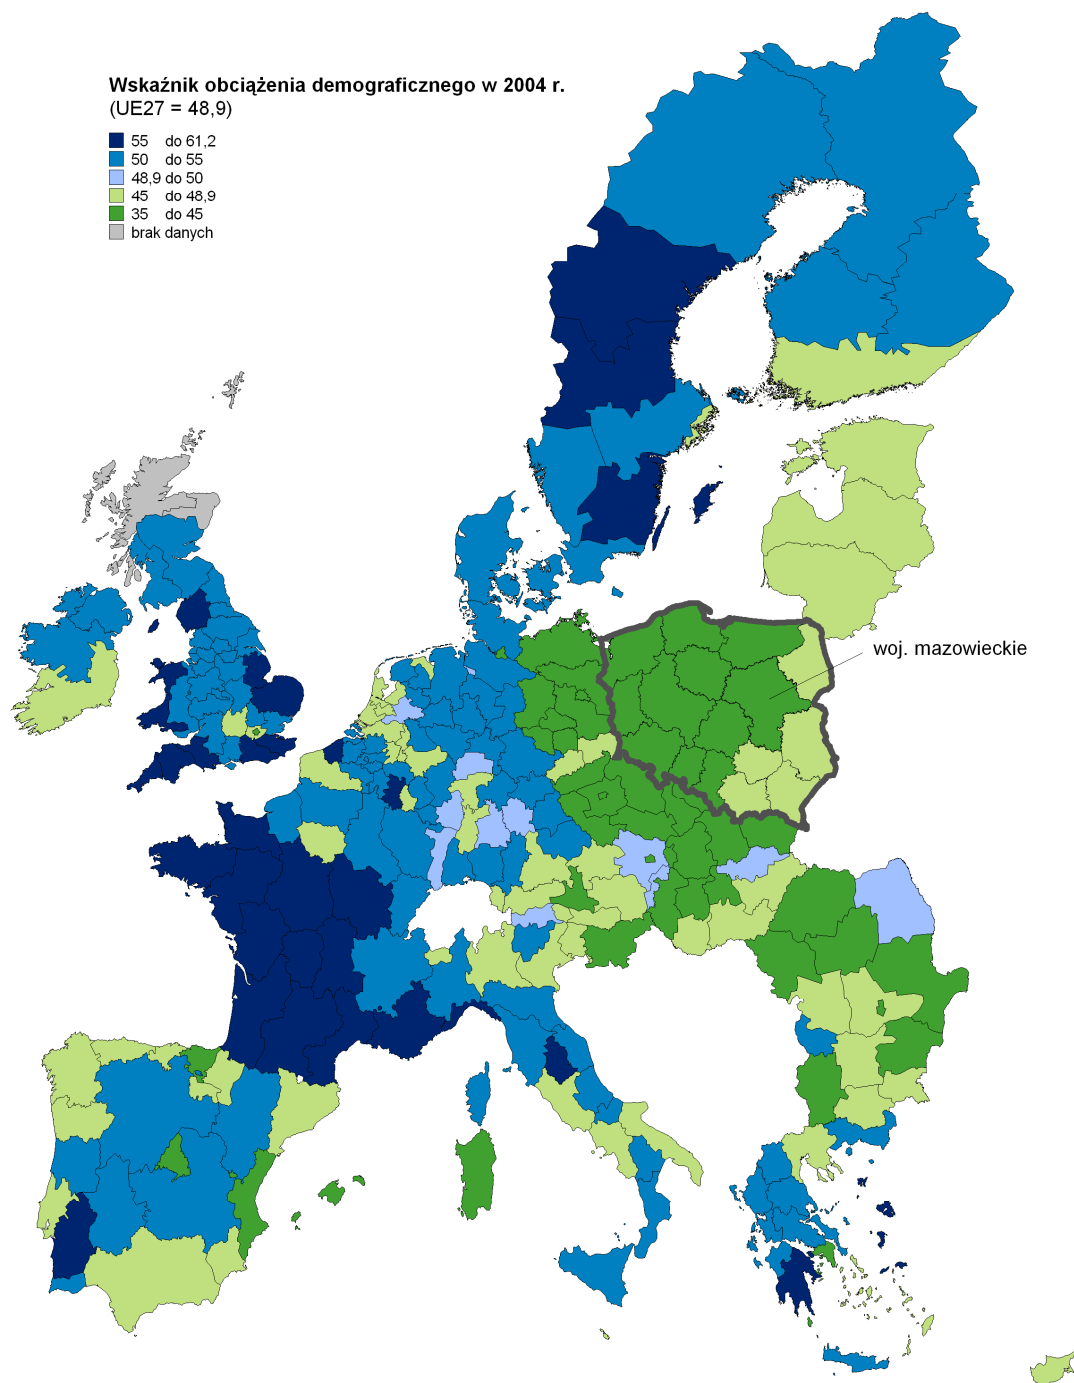 Wskaźnik obciążenia demograficznego w 2004 r.
(UE27 = 48,9)
55 do 61,2
50 do 55
48,9 do 50
45 do 48,9
35 do 45
brak danych
woj. mazowieckie